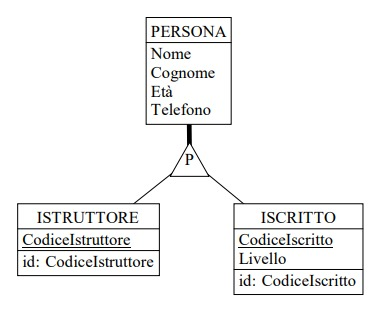 PERSONA
Nome
Cognome
Età
Telefono
P
ISTRUTTORE
CodiceIstruttore
id: CodiceIstruttore
ISCRITTO
CodiceIscritto
Livello
id: CodiceIscritto